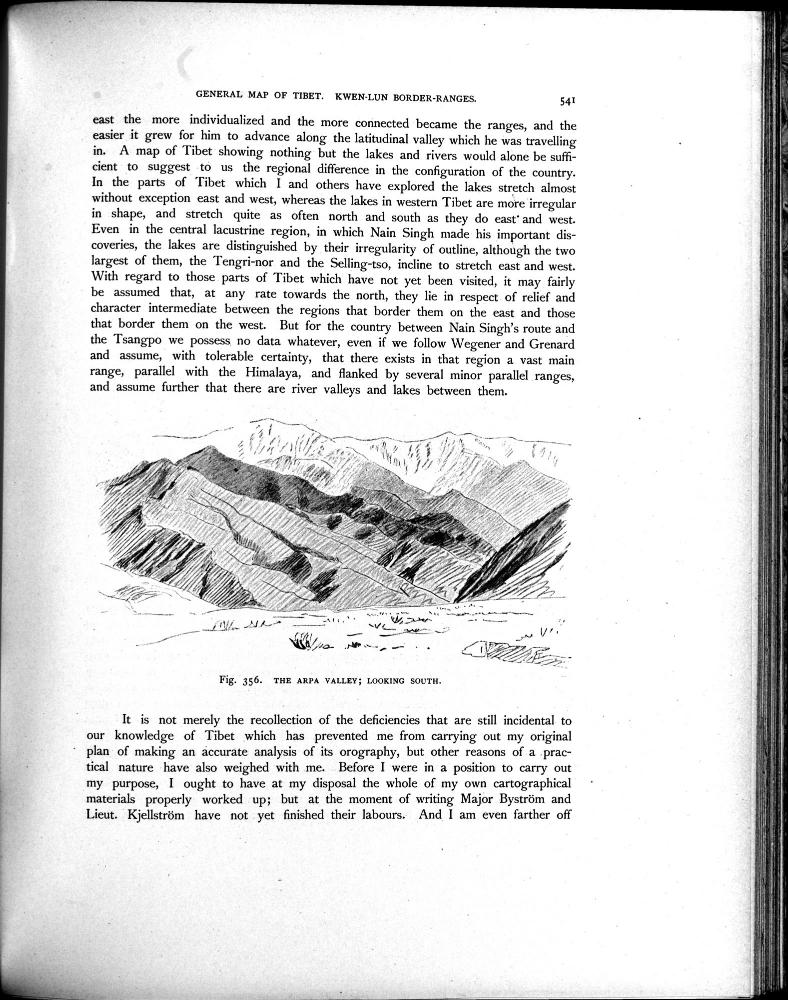 GENERAL MAP OF TIBET. KWEN-LUN BORDER-RANGES. 541
east the more individualized and the more connected became the ranges, and the
easier it grew for him to advance along the latitudinal valley which he was travelling
in. A map of Tibet showing nothing but the lakes and rivers would alone be suffi-
cient to suggest to us the regional difference in the configuration of the country.
In the parts of Tibet which I and others have explored the lakes stretch almost
without exception east and west, whereas the lakes in western Tibet are more irregular
in shape, and stretch quite as often north and south as they do east and west.
Even in the central lacustrine region, in which Nain Singh made his important dis-
coveries, the lakes are distinguished by their irregularity of outline, although the two
largest of them, the Tengri-nor and the Selling-tso, incline to stretch east and west.
With regard to those parts of Tibet which have not yet been visited, it may fairly
be assumed that, at any rate towards the north, they lie in respect of relief and
character intermediate between the regions that border them on the east and those
that border them on the west. But for the country between Nain Singh's route and
the Tsangpo we possess no data whatever, even if we follow Wegener and Grenard
and assume, with tolerable certainty, that there exists in that region a vast main
range, parallel with the Himalaya, and flanked by several minor parallel ranges,
and assume further that there are river valleys and lakes between them.
Fig. 356. THE ARPA VALLEY; LOOKING SOUTH.
It is not merely the recollection of the deficiencies that are still incidental to
our knowledge of Tibet which has prevented me from carrying out my original
plan of making an accurate analysis of its orography, but other reasons of a prac-
tical nature have also weighed with me. Before I were in a position to carry out
my purpose, I ought to have at my disposal the whole of my own cartographical
materials properly worked up; but at the moment of writing Major Byström and
Lieut. Kjellström have not yet finished their labours. And I am even farther off